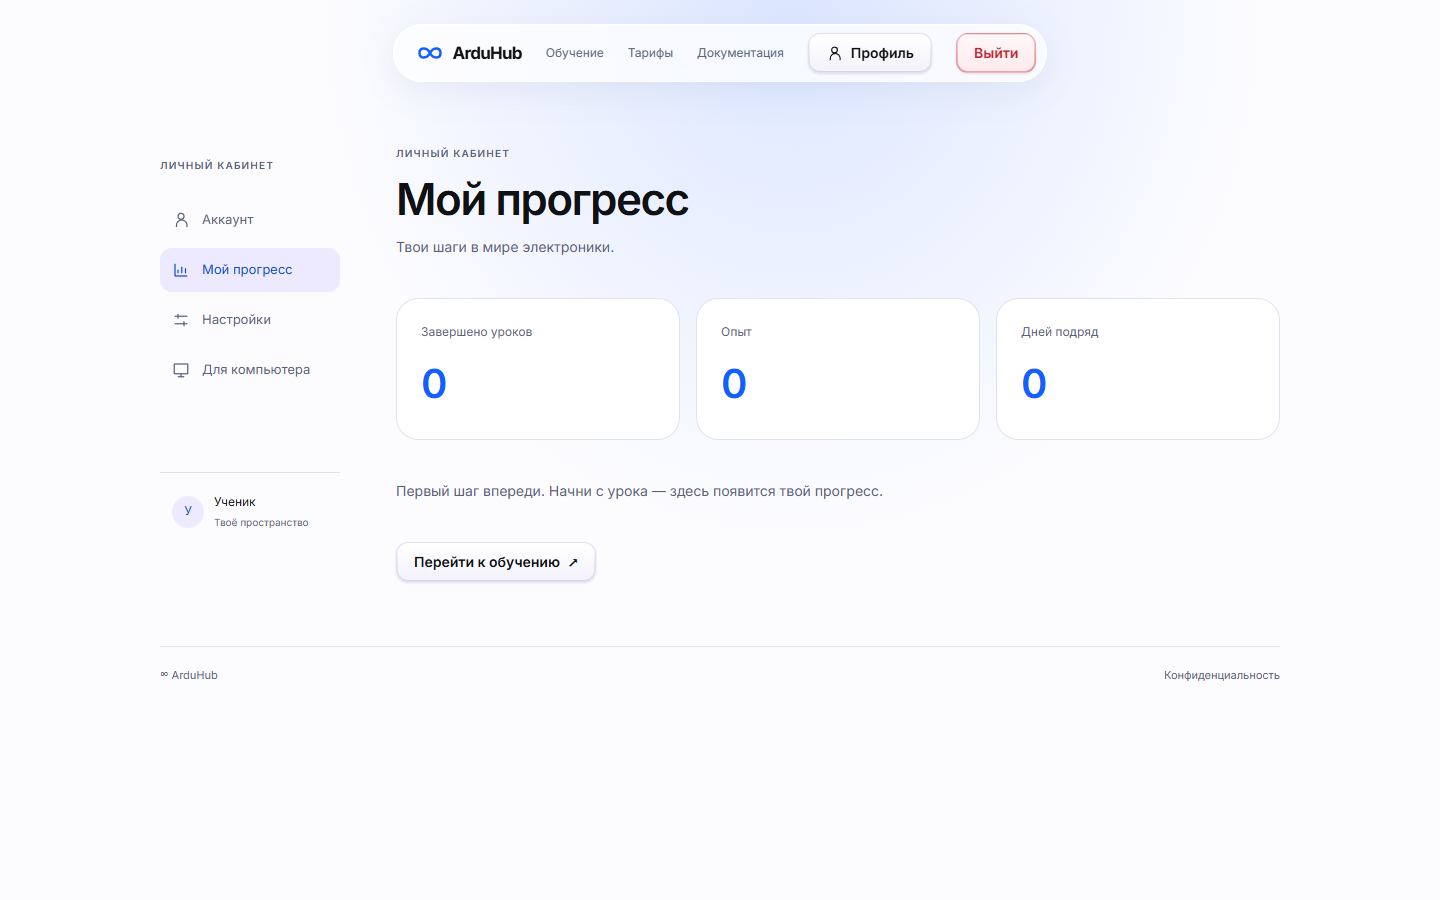 ArduHub
Обучение
Тарифы
Документация
Профиль
Выйти
ЛИЧНЫЙ КАБИНЕТ
Аккаунт
Мой прогресс
Настройки
Для компьютера
У
Ученик
Твоё пространство
ЛИЧНЫЙ КАБИНЕТ
Мой прогресс
Твои шаги в мире электроники.
Завершено уроков
0
Опыт
0
Дней подряд
0
Первый шаг впереди. Начни с урока — здесь появится твой прогресс.
Перейти к обучению ↗
∞ ArduHub
Конфиденциальность